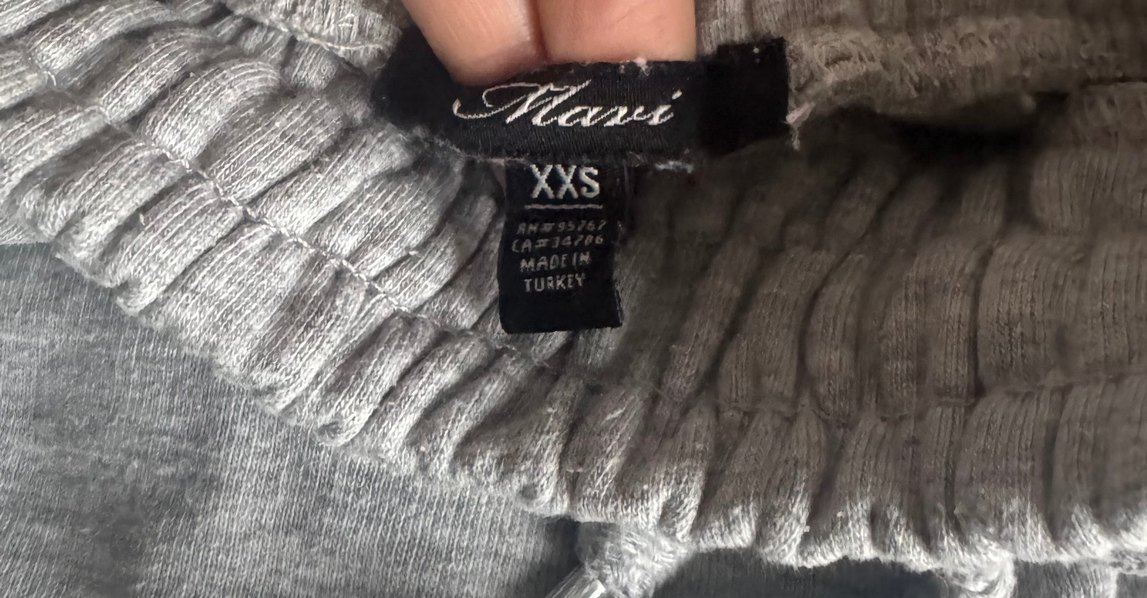 Mavi
XXS
RN#95767
CA=34786
MADE IN
TURKEY